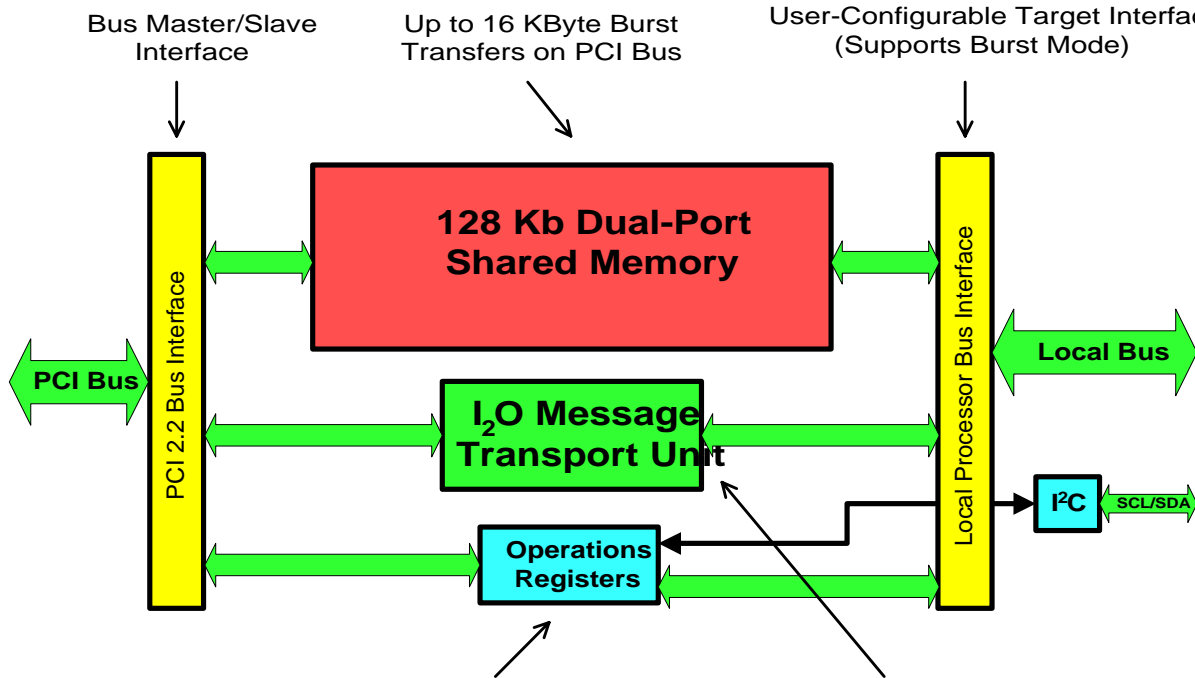 Bus Master/Slave
Interface
Up to 16 KByte Burst
Transfers on PCI Bus
User-Configurable Target Interfac
(Supports Burst Mode)
128 Kb Dual-Port
Shared Memory
PCI 2.2 Bus Interface
Local Processor Bus Interface
PCI Bus
Local Bus
I₂O Message
Transport Unit
I²C
SCL/SDA
Operations
Registers